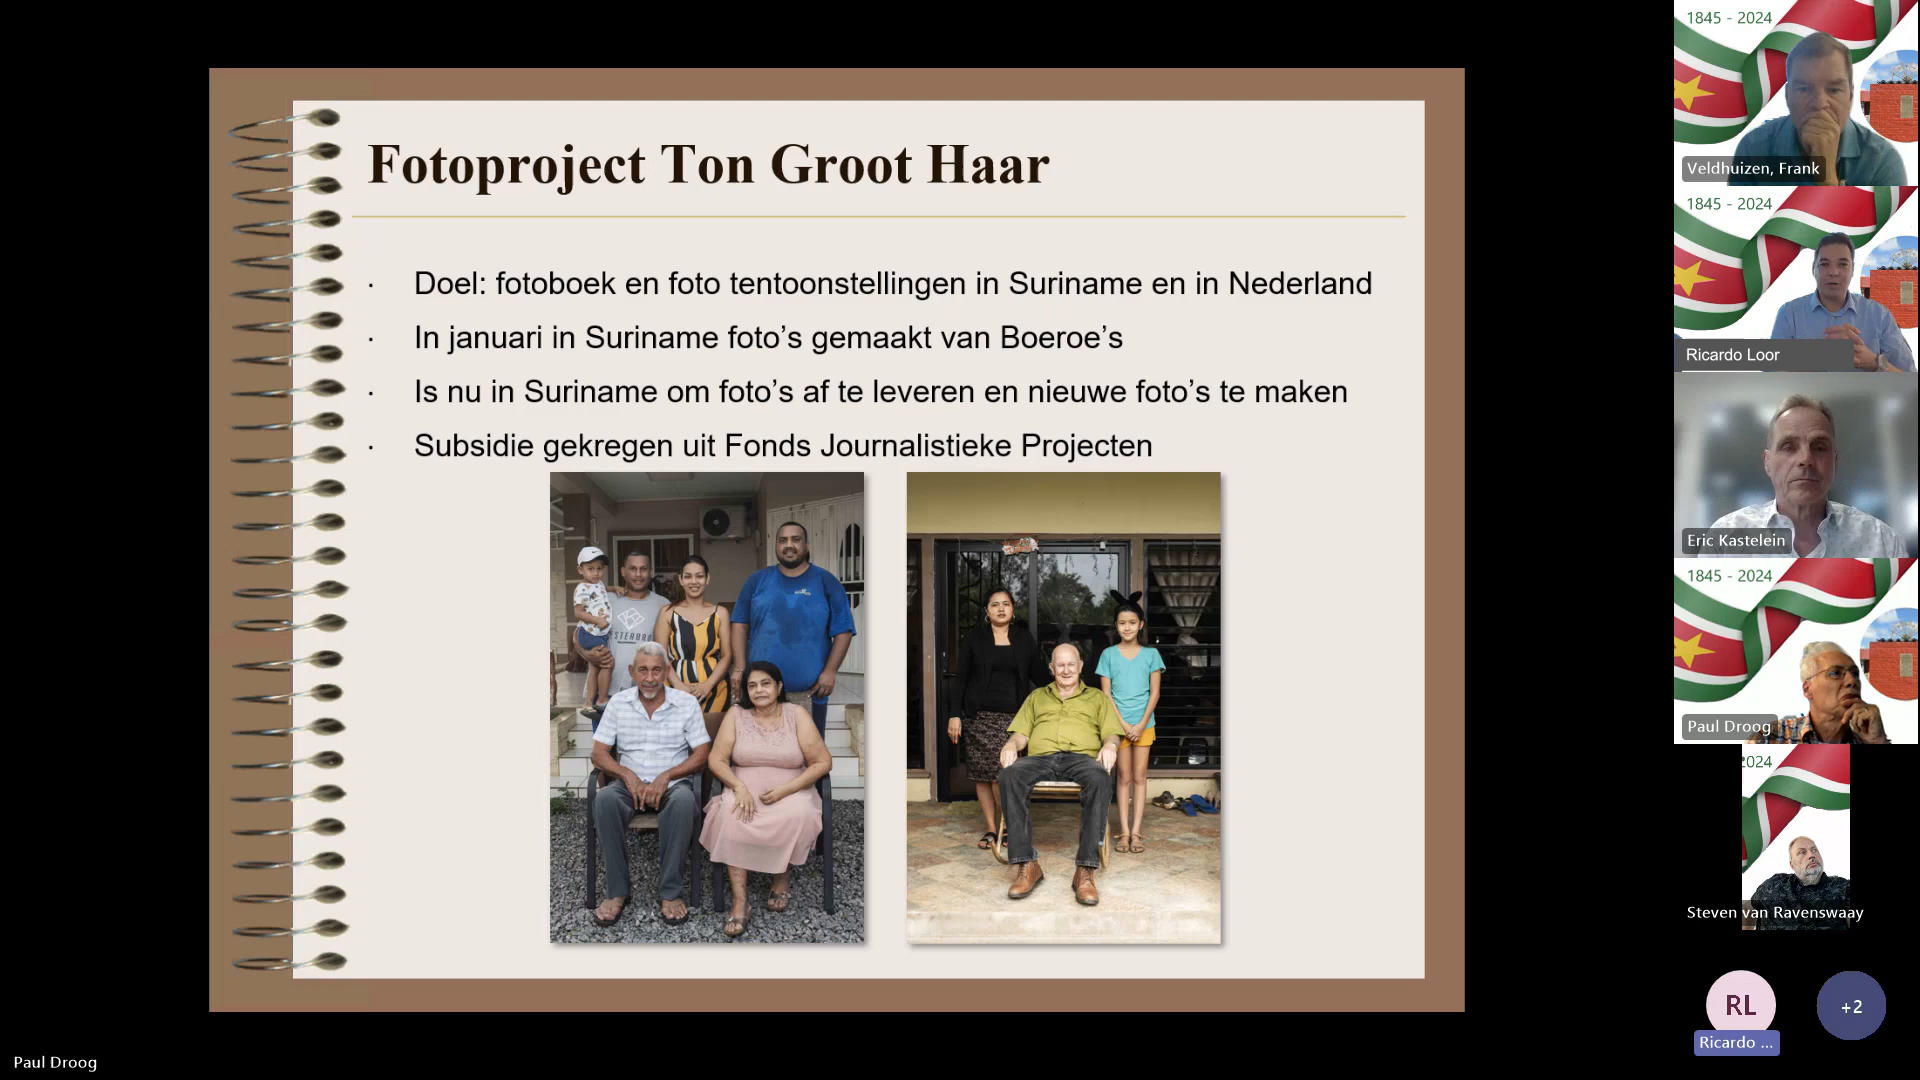 Fotoproject Ton Groot Haar
· Doel: fotoboek en foto tentoonstellingen in Suriname en in Nederland
· In januari in Suriname foto’s gemaakt van Boeroe’s
· Is nu in Suriname om foto’s af te leveren en nieuwe foto’s te maken
· Subsidie gekregen uit Fonds Journalistieke Projecten
1845 - 2024
Veldhuizen, Frank
1845 - 2024
Ricardo Loor
Eric Kastelein
1845 - 2024
Paul Droog
2024
Steven van Ravenswaay
RL
+2
Ricardo ...
Paul Droog